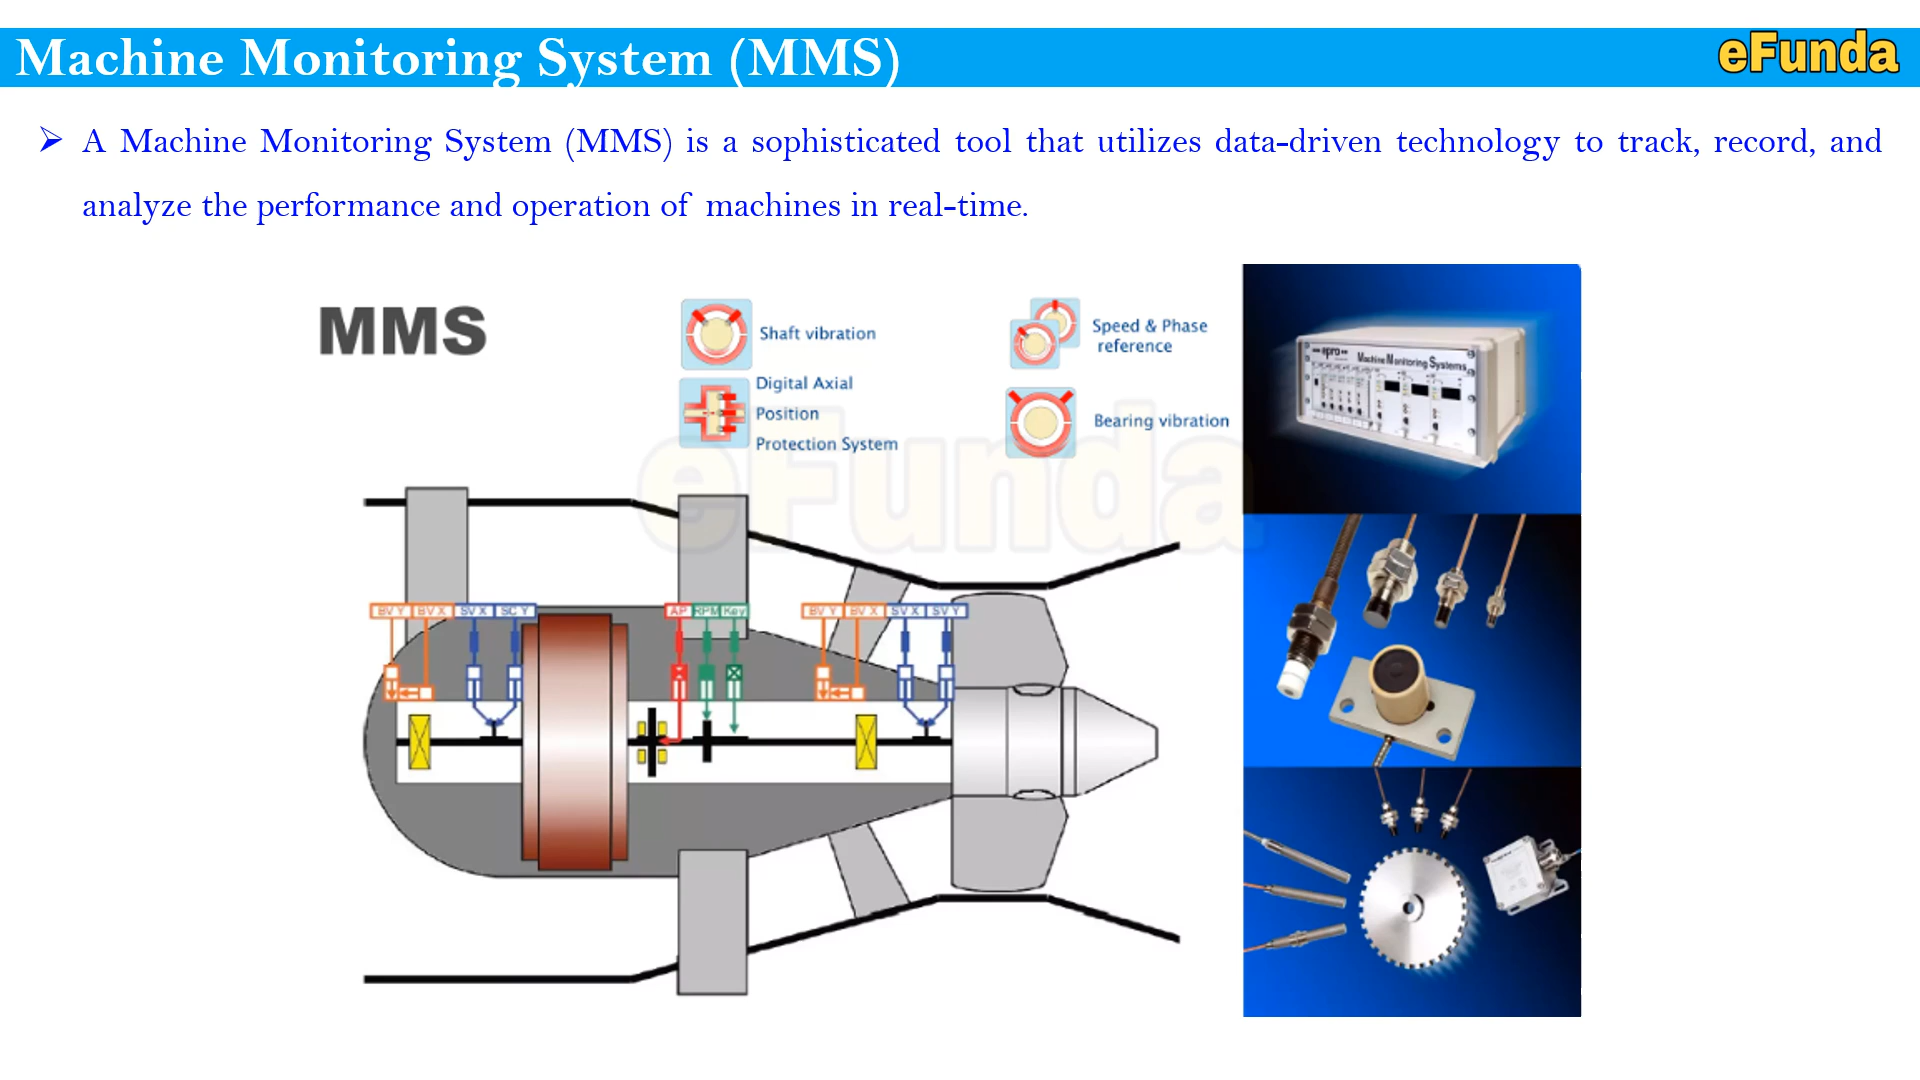 Machine Monitoring System (MMS)
eFunda
A Machine Monitoring System (MMS) is a sophisticated tool that utilizes data-driven technology to track, record, and
analyze the performance and operation of machines in real-time.
MMS
Shaft vibration
Digital Axial
Position
Protection System
Speed & Phase
reference
Bearing vibration
epro
Machine Monitoring Systems
eFunda
BV Y BV X SV X SC Y
AP RPM Key
BV Y BV X SV X SV Y